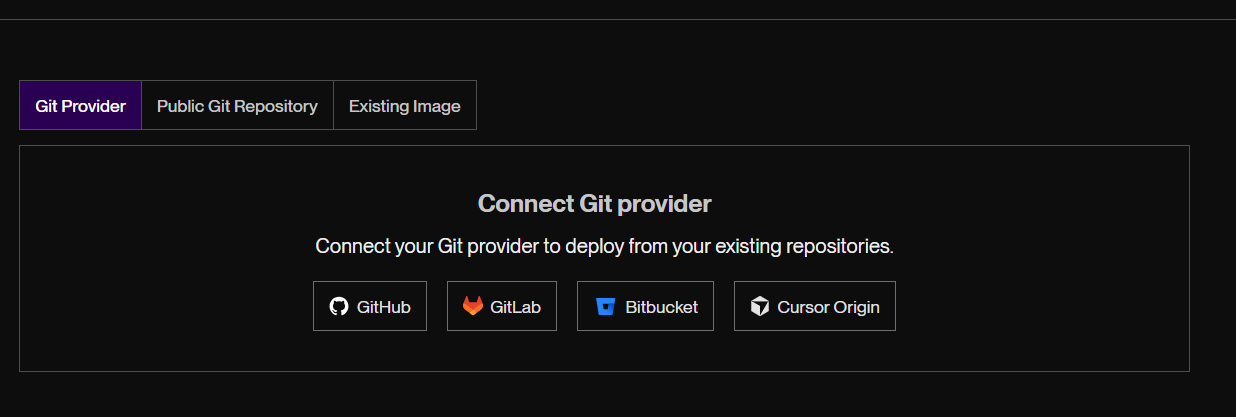 Git Provider Public Git Repository Existing Image
Connect Git provider
Connect your Git provider to deploy from your existing repositories.
GitHub GitLab Bitbucket Cursor Origin